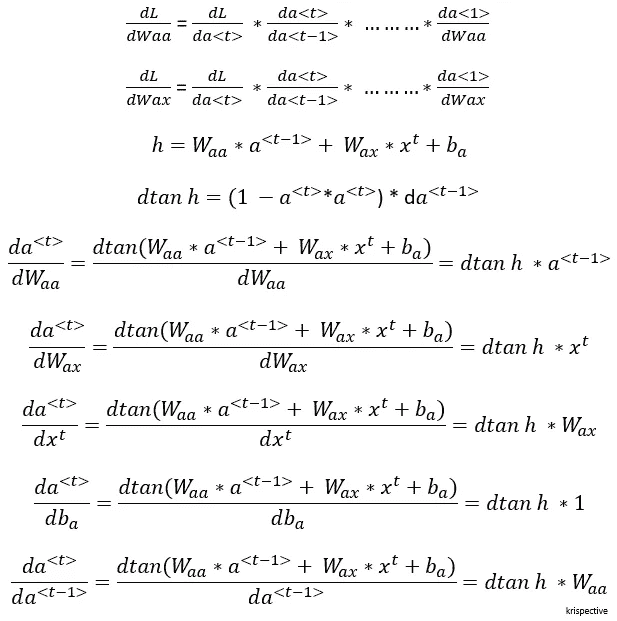 dL/dWaa = dL/da<t> * da<t>/da<t−1> * ……… * da<1>/dWaa
dL/dWax = dL/da<t> * da<t>/da<t−1> * ……… * da<1>/dWax
h = W_aa * a^<t−1> + W_ax * x^t + b_a
dtan h = (1 − a^<t>*a^<t>) * da^<t−1>
da^<t>/dW_aa = dtan(W_aa * a^<t−1> + W_ax * x^t + b_a)/dW_aa = dtan h * a^<t−1>
da^<t>/dW_ax = dtan(W_aa * a^<t−1> + W_ax * x^t + b_a)/dW_ax = dtan h * x^t
da^<t>/dx^t = dtan(W_aa * a^<t−1> + W_ax * x^t + b_a)/dx^t = dtan h * W_ax
da^<t>/db_a = dtan(W_aa * a^<t−1> + W_ax * x^t + b_a)/db_a = dtan h * 1
da^<t>/da^<t−1> = dtan(W_aa * a^<t−1> + W_ax * x^t + b_a)/da^<t−1> = dtan h * W_aa
krispective